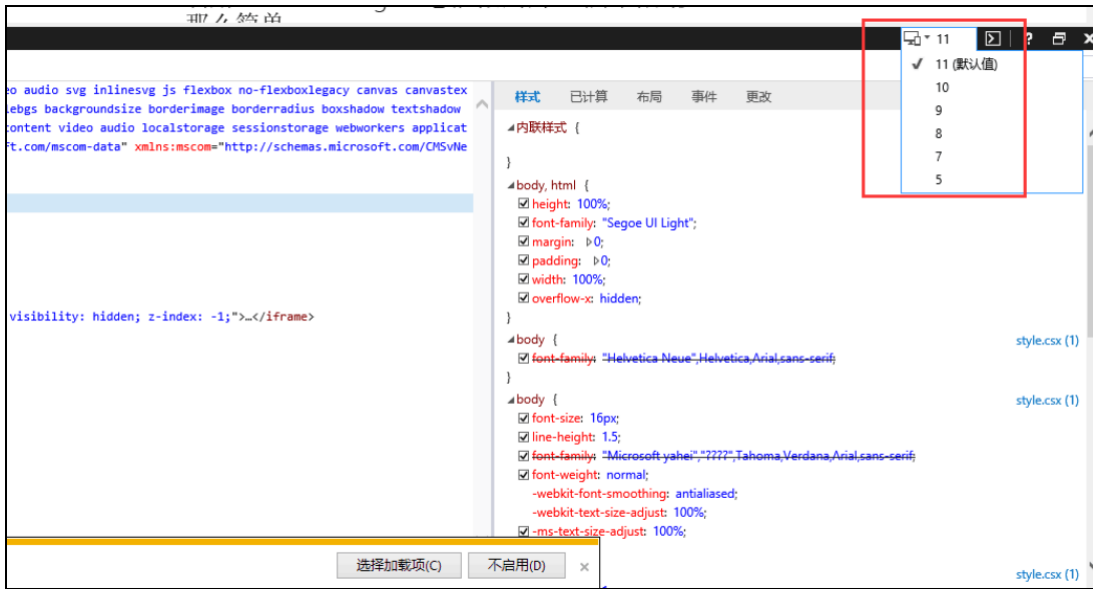 那么简单
11
?
11 (默认值)
10
9
8
7
5
eo audio svg inlinesvg js flexbox no-flexboxlegacy canvas canvastex
lebgs backgroundsize borderimage borderradius boxshadow textshadow
content video audio localstorage sessionstorage webworkers applicat
ft.com/mscom-data" xmlns:mscom="http://schemas.microsoft.com/CMSvNe
visibility: hidden; z-index: -1;">…</iframe>
样式 已计算 布局 事件 更改
内联样式 {
}
body, html {
height: 100%;
font-family: "Segoe UI Light";
margin: 0;
padding: 0;
width: 100%;
overflow-x: hidden;
}
body { style.csx (1)
font-family: "Helvetica Neue",Helvetica,Arial,sans-serif;
}
body { style.csx (1)
font-size: 16px;
line-height: 1.5;
font-family: "Microsoft yahei","????",Tahoma,Verdana,Arial,sans-serif;
font-weight: normal;
-webkit-font-smoothing: antialiased;
-webkit-text-size-adjust: 100%;
-ms-text-size-adjust: 100%;
style.csx (1)
选择加载项(C) 不启用(D) ×